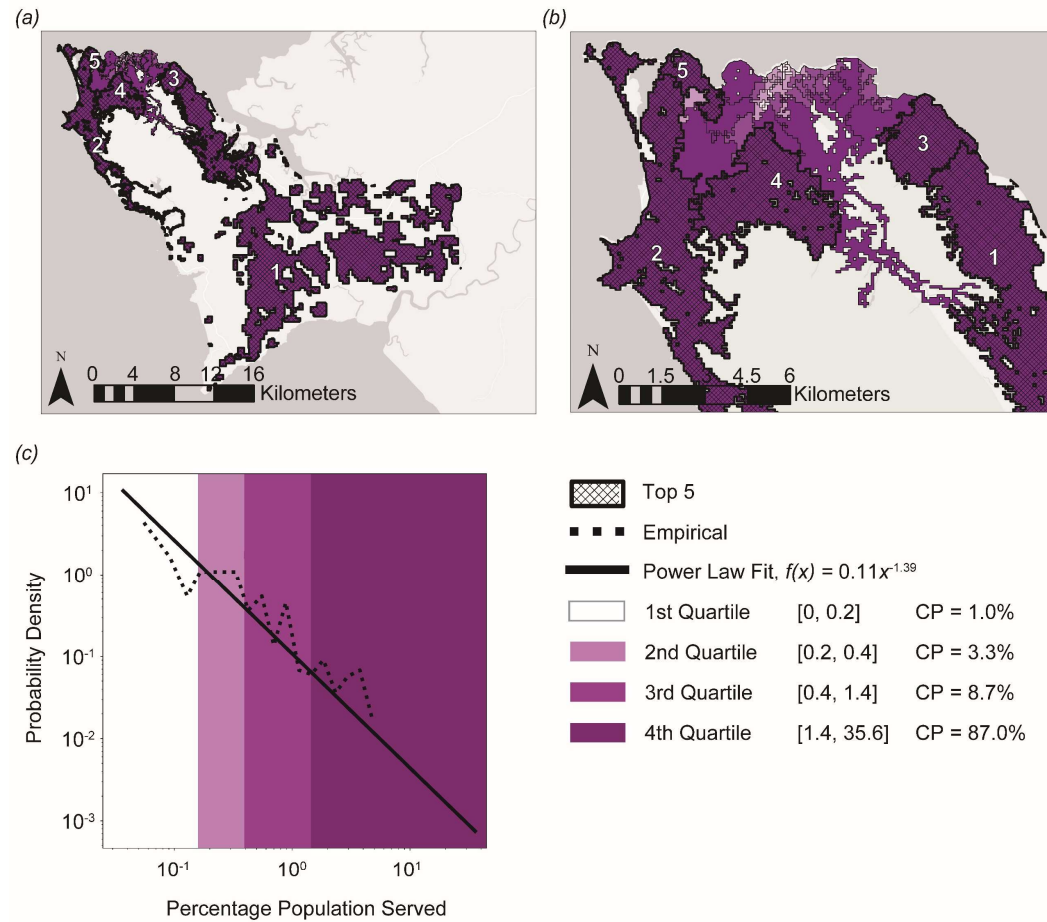 (a)
(b)
5
3
4
2
1
N
0 4 8 12 16
Kilometers
5
3
4
2
1
N
0 1.5 3 4.5 6
Kilometers
(c)
Probability Density
10^1
10^0
10^-1
10^-2
10^-3
10^-1 10^0 10^1
Percentage Population Served
Top 5
Empirical
Power Law Fit, f(x) = 0.11x^-1.39
1st Quartile [0, 0.2] CP = 1.0%
2nd Quartile [0.2, 0.4] CP = 3.3%
3rd Quartile [0.4, 1.4] CP = 8.7%
4th Quartile [1.4, 35.6] CP = 87.0%